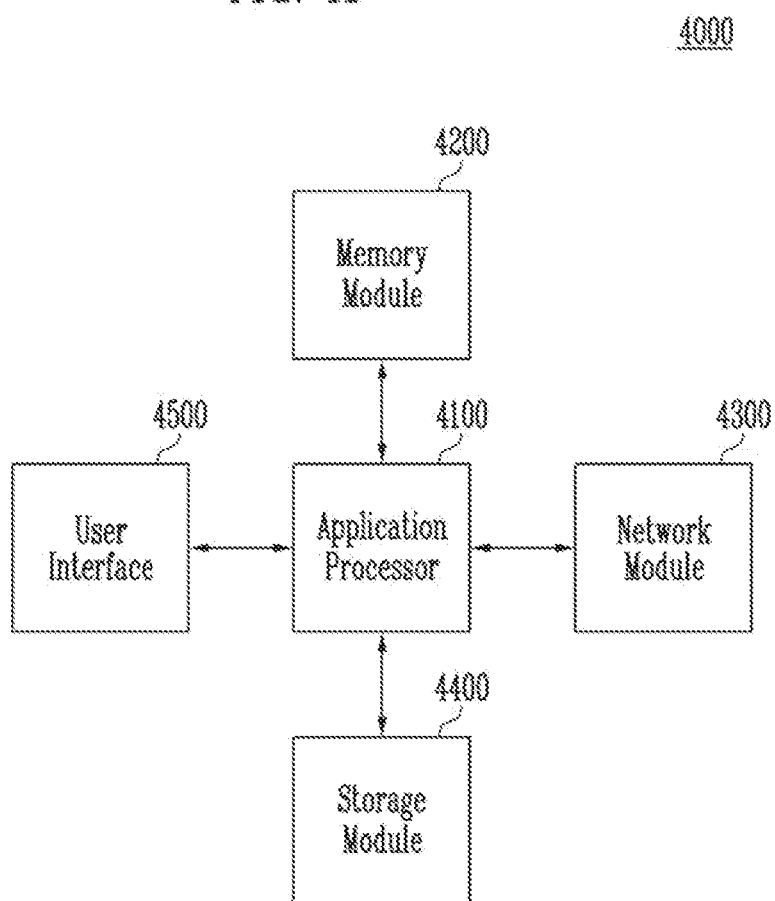 4000
4200
Memory
Module
4500
4100
4300
User
Interface
Application
Processor
Network
Module
4400
Storage
Module